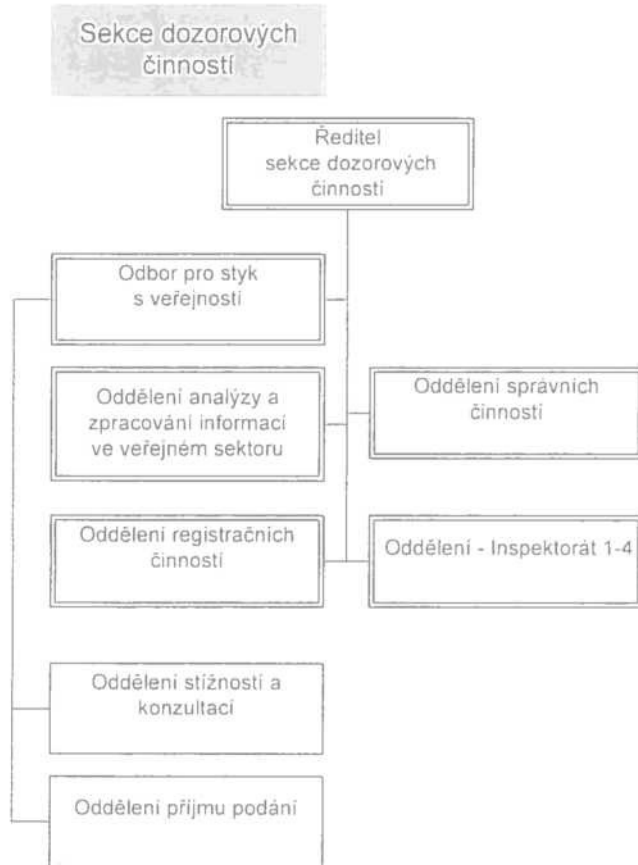 Sekce dozorových
činností
Ředitel
sekce dozorových
činností
Odbor pro styk
s veřejností
Oddělení analýzy a
zpracování informací
ve veřejném sektoru
Oddělení správních
činností
Oddělení registračních
činností
Oddělení - Inspektorát 1-4
Oddělení stížností a
konzultací
Oddělení příjmu podání